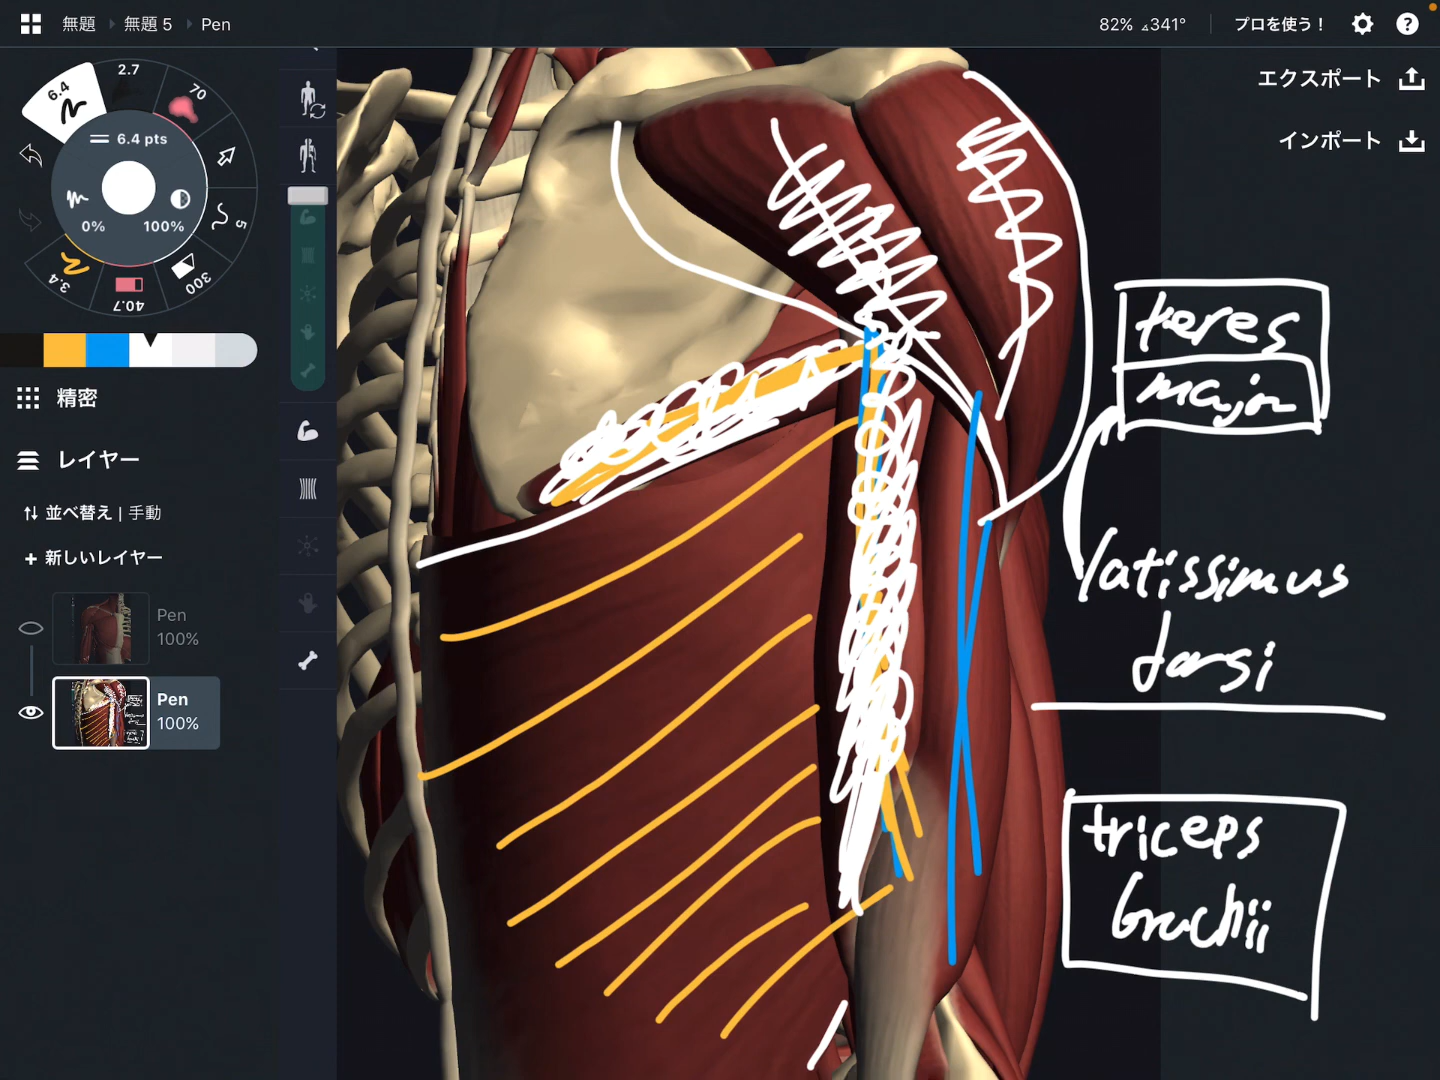 無題 無題 5 Pen
82% ⊿341° プロを使う!
エクスポート
インポート
2.7
6.4
70
6.4 pts
0% 100%
5
3.4
40.7
300
精密
レイヤー
並べ替え | 手動
+ 新しいレイヤー
Pen
100%
Pen
100%
teres
major
latissimus
dorsi
triceps
brachii